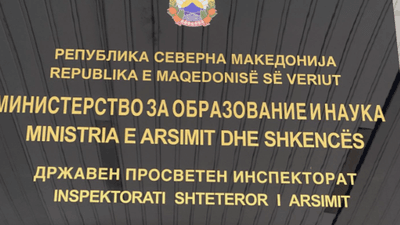 РЕПУБЛИКА СЕВЕРНА МАКЕДОНИЈА
REPUBLIKA E MAQEDONISË SË VERIUT
МИНИСТЕРСТВО ЗА ОБРАЗОВАНИЕ И НАУКА
MINISTRIA E ARSIMIT DHE SHKENCËS
ДРЖАВЕН ПРОСВЕТЕН ИНСПЕКТОРАТ
INSPEKTORATI SHTETEROR I ARSIMIT